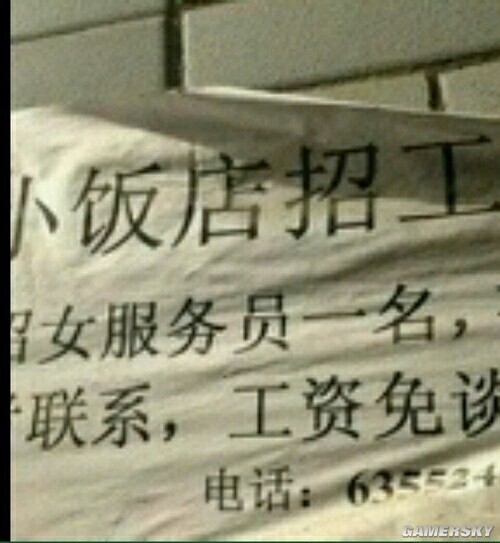 小饭店招工
招女服务员一名，
联系，工资免谈
电话：635524
GAMERSKY